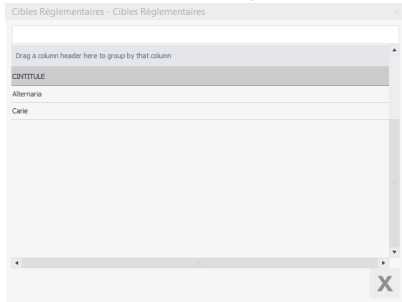 Cibles Réglementaires - Cibles Réglementaires
Drag a column header here to group by that column
CINTITULE
Alternaria
Carie
X